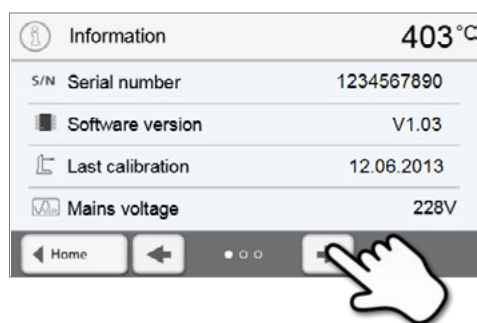 Information 403°C
S/N Serial number 1234567890
Software version V1.03
Last calibration 12.06.2013
Mains voltage 228V
Home